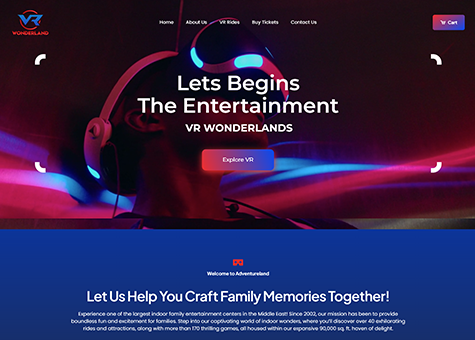 VR
WONDERLAND
Home About Us VR Rides Buy Tickets Contact Us
Cart
Lets Begins
The Entertainment
VR WONDERLANDS
Explore VR
Welcome to Adventureland
Let Us Help You Craft Family Memories Together!
Experience one of the largest indoor family entertainment centers in the Middle East! Since 2002, our mission has been to provide
boundless fun and excitement for families. Step into our captivating world of indoor wonders, where you'll discover over 40 exhilarating
rides and attractions, along with more than 170 thrilling games, all housed within our expansive 90,000 sq. ft. haven of delight.